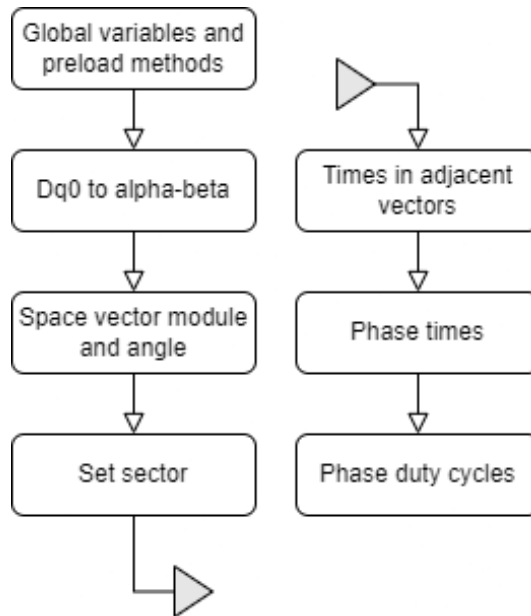 Global variables and
preload methods
Dq0 to alpha-beta
Space vector module
and angle
Set sector
Times in adjacent
vectors
Phase times
Phase duty cycles